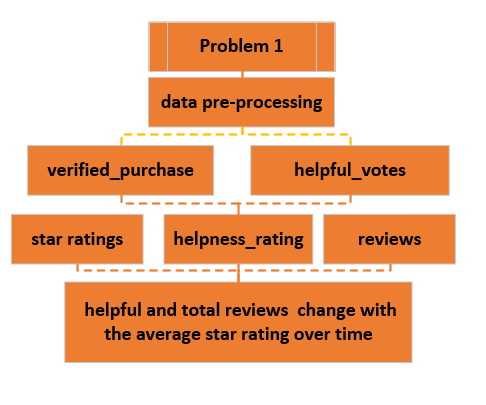 Problem 1
data pre-processing
verified_purchase
helpful_votes
star ratings
helpness_rating
reviews
helpful and total reviews change with
the average star rating over time